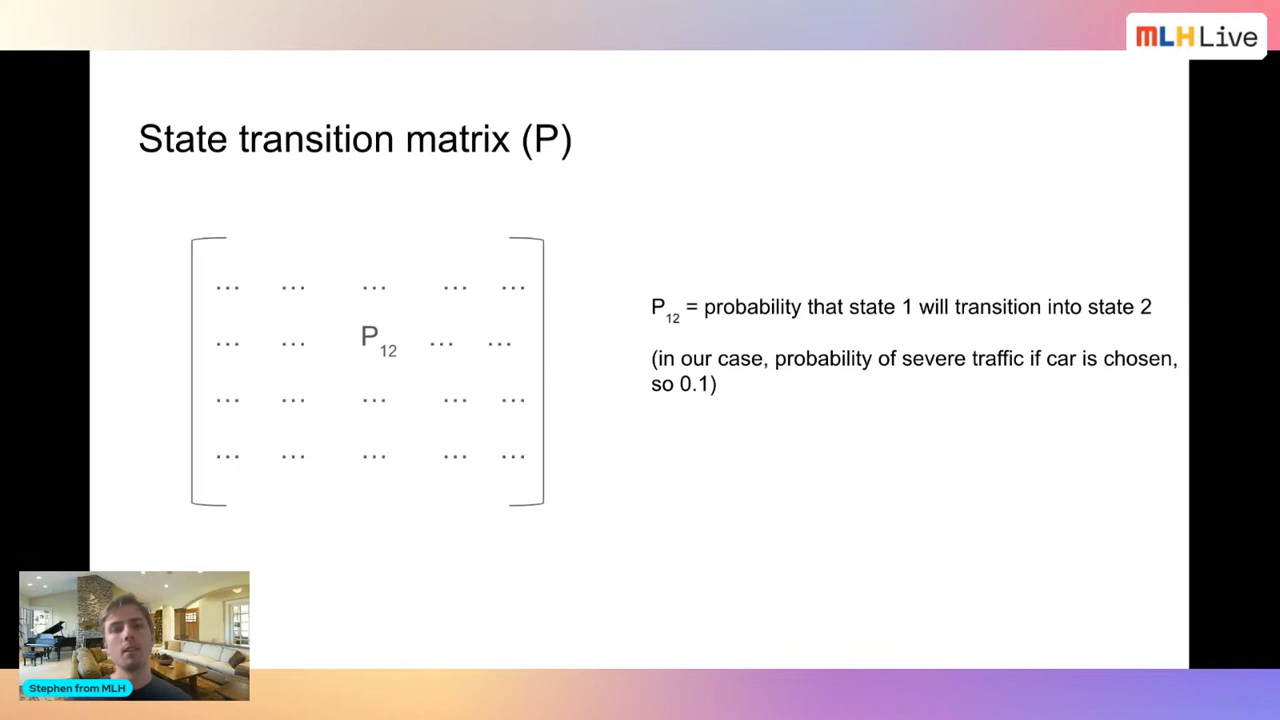 MLH Live
State transition matrix (P)
... ... ... ... ...
... ... P12 ... ...
... ... ... ... ...
... ... ... ... ...
P12 = probability that state 1 will transition into state 2
(in our case, probability of severe traffic if car is chosen,
so 0.1)
Stephen from MLH